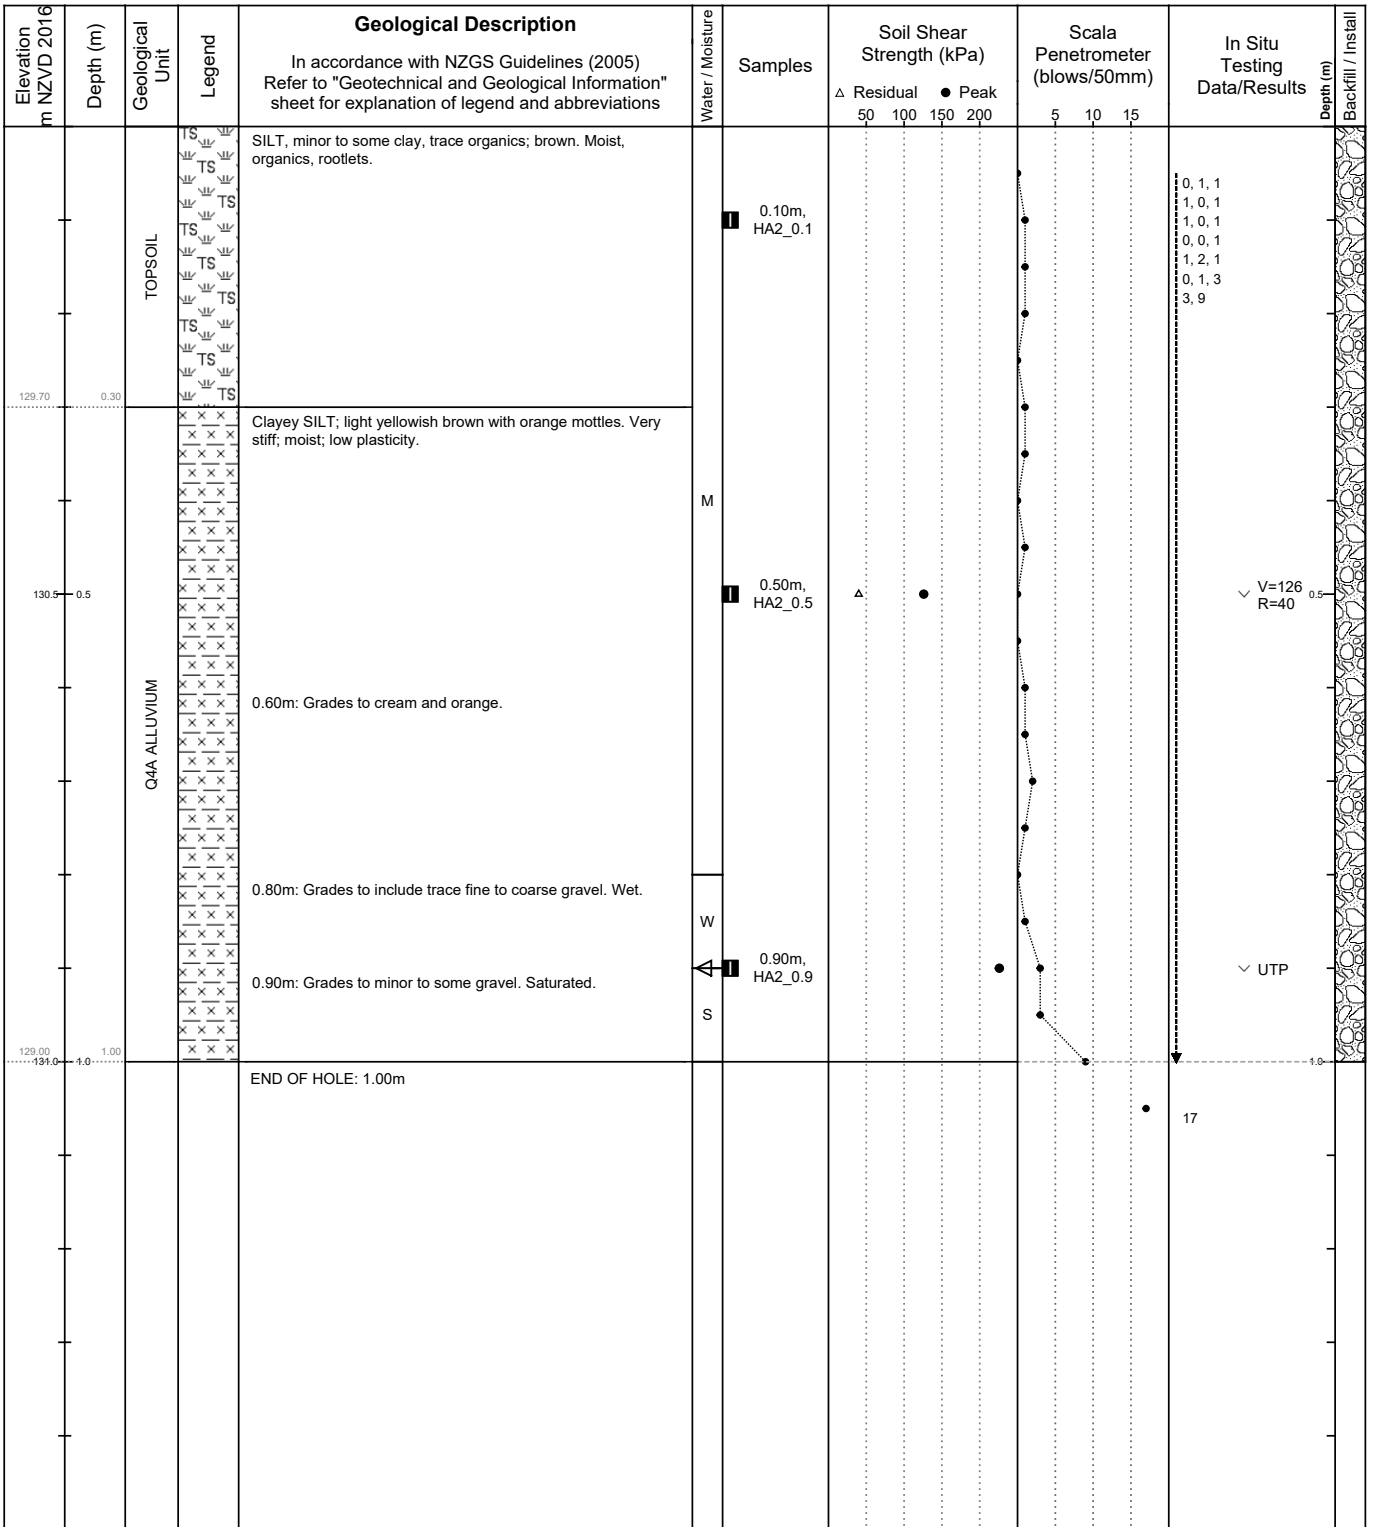 Elevation
m NZVD 2016
Depth (m)
Geological
Unit
Legend
Geological Description
In accordance with NZGS Guidelines (2005)
Refer to "Geotechnical and Geological Information"
sheet for explanation of legend and abbreviations
Water / Moisture
Samples
Soil Shear
Strength (kPa)
Residual
Peak
50 100 150 200
Scala
Penetrometer
(blows/50mm)
5 10 15
In Situ
Testing
Data/Results
Depth (m)
Backfill / Install
TS
TS
TS
TS
TS
TS
TS
TS
TS
TOPSOIL
SILT, minor to some clay, trace organics; brown. Moist,
organics, rootlets.
0.10m,
HA2_0.1
0, 1, 1
1, 0, 1
1, 0, 1
0, 0, 1
1, 2, 1
0, 1, 3
3, 9
129.70 0.30
Clayey SILT; light yellowish brown with orange mottles. Very
stiff; moist; low plasticity.
M
130.5 0.5
0.50m,
HA2_0.5
V=126
R=40
0.5
Q4A ALLUVIUM
0.60m: Grades to cream and orange.
0.80m: Grades to include trace fine to coarse gravel. Wet.
W
0.90m,
HA2_0.9
UTP
0.90m: Grades to minor to some gravel. Saturated.
S
129.00 1.00
131.0 1.0
1.0
END OF HOLE: 1.00m
17